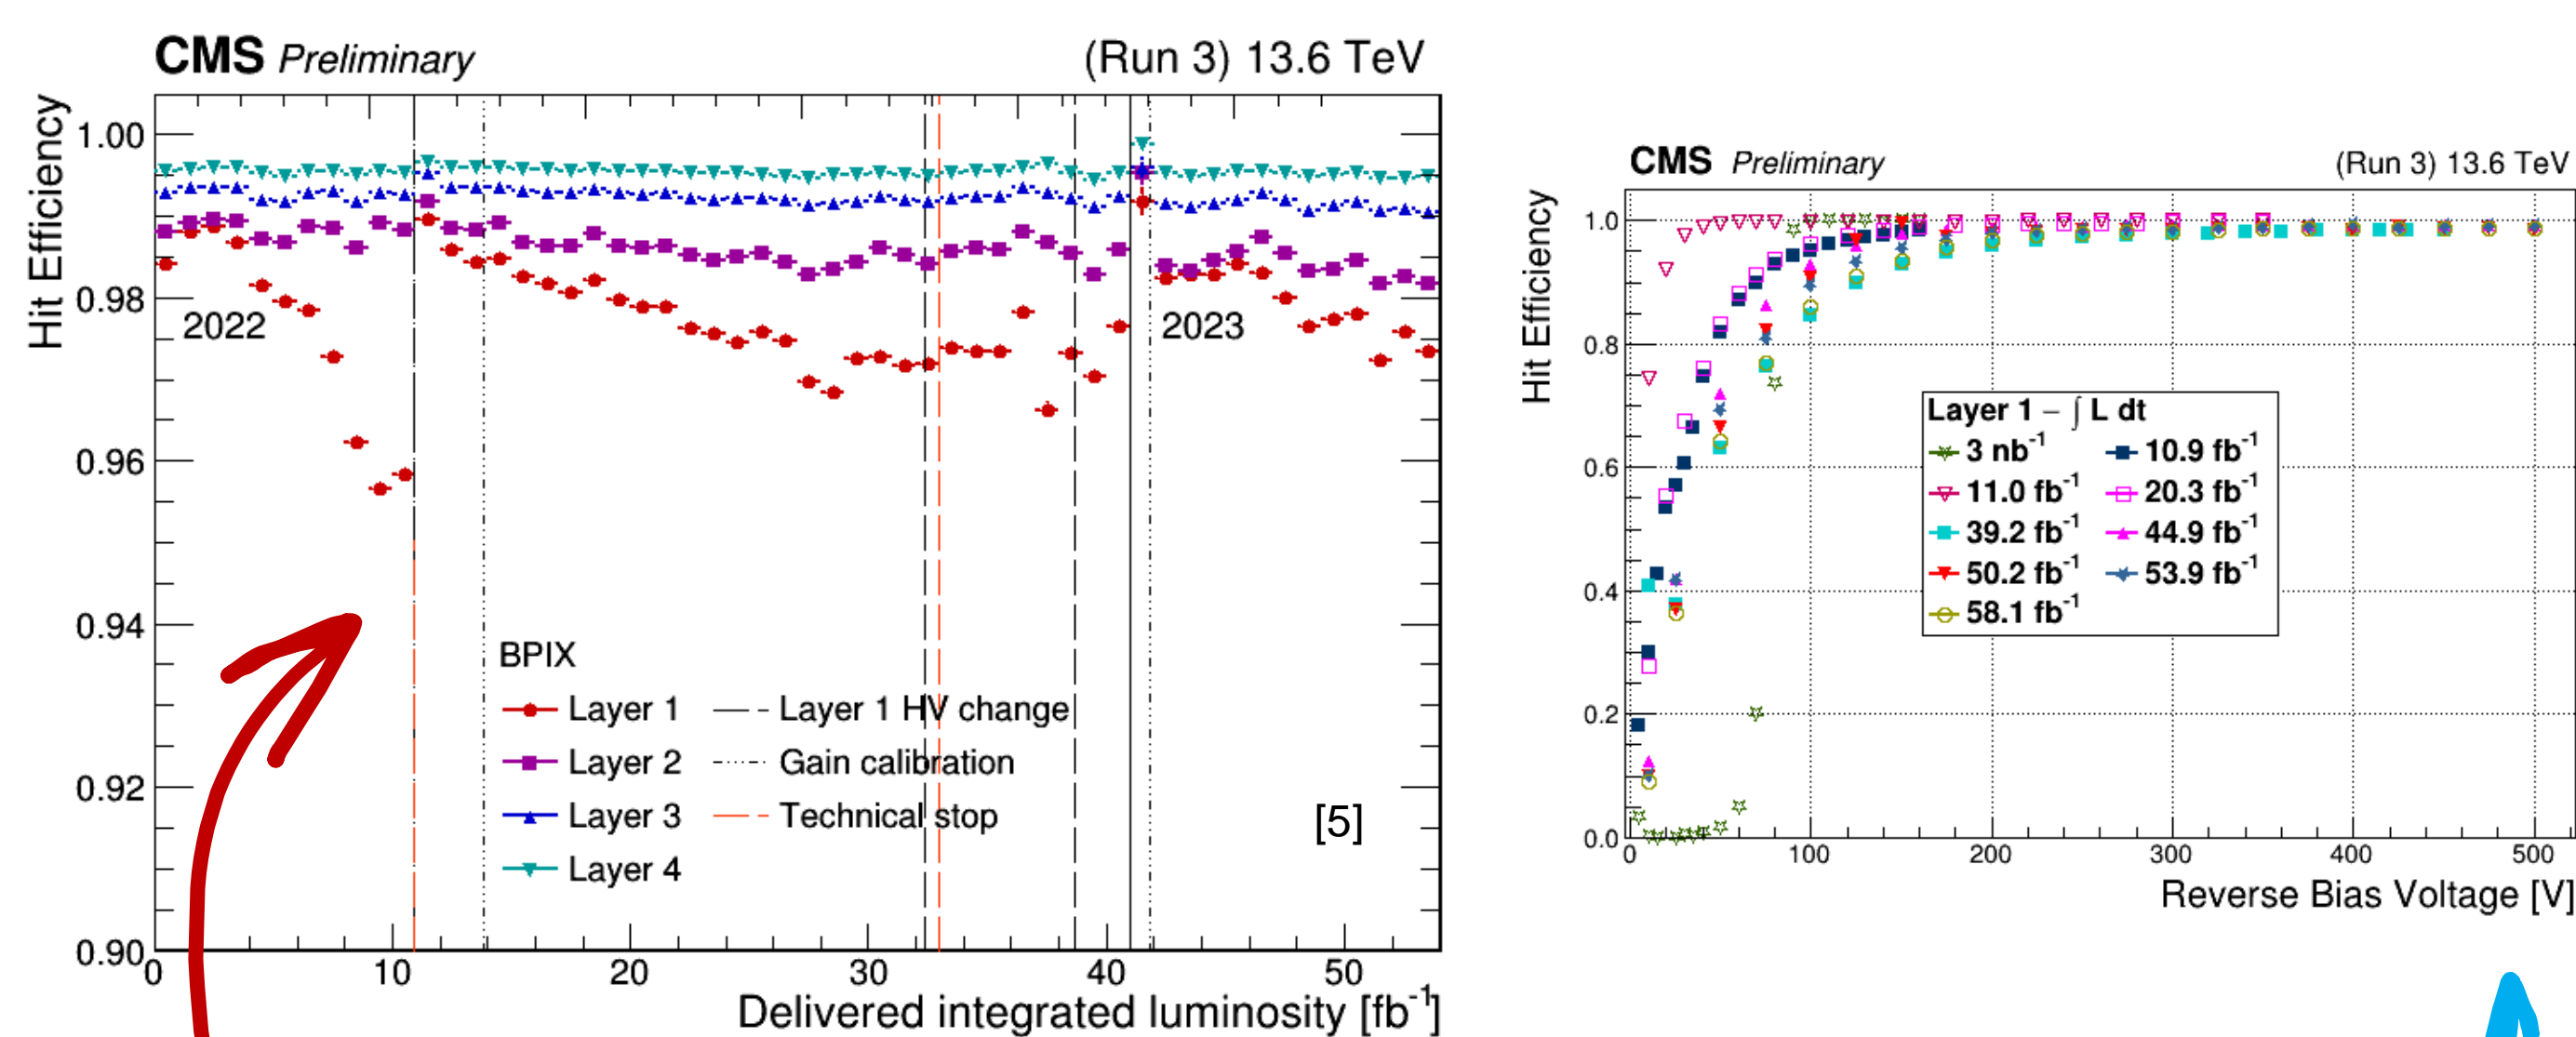 CMS Preliminary (Run 3) 13.6 TeV
Hit Efficiency
1.00
0.98
0.96
0.94
0.92
0.90
2022
2023
BPIX
Layer 1
Layer 2
Layer 3
Layer 4
Layer 1 HV change
Gain calibration
Technical stop
[5]
0 10 20 30 40 50
Delivered integrated luminosity [fb⁻¹]
CMS Preliminary (Run 3) 13.6 TeV
Hit Efficiency
1.0
0.8
0.6
0.4
0.2
0.0
Layer 1 – ∫ L dt
3 nb⁻¹ 10.9 fb⁻¹
11.0 fb⁻¹ 20.3 fb⁻¹
39.2 fb⁻¹ 44.9 fb⁻¹
50.2 fb⁻¹ 53.9 fb⁻¹
58.1 fb⁻¹
0 100 200 300 400 500
Reverse Bias Voltage [V]